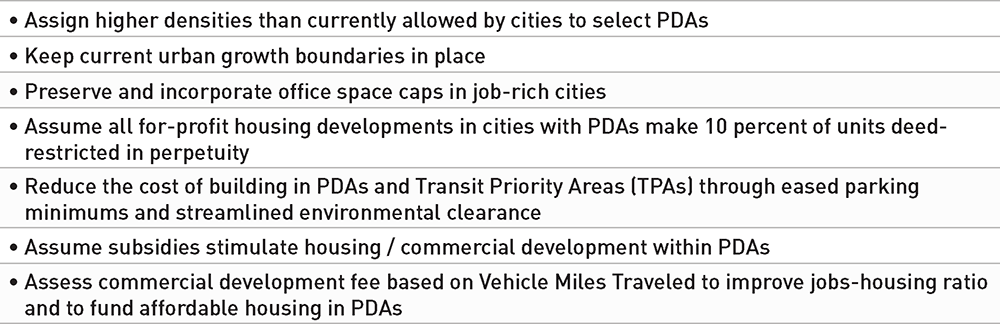 • Assign higher densities than currently allowed by cities to select PDAs
• Keep current urban growth boundaries in place
• Preserve and incorporate office space caps in job-rich cities
• Assume all for-profit housing developments in cities with PDAs make 10 percent of units deed-
restricted in perpetuity
• Reduce the cost of building in PDAs and Transit Priority Areas (TPAs) through eased parking
minimums and streamlined environmental clearance
• Assume subsidies stimulate housing / commercial development within PDAs
• Assess commercial development fee based on Vehicle Miles Traveled to improve jobs-housing ratio
and to fund affordable housing in PDAs